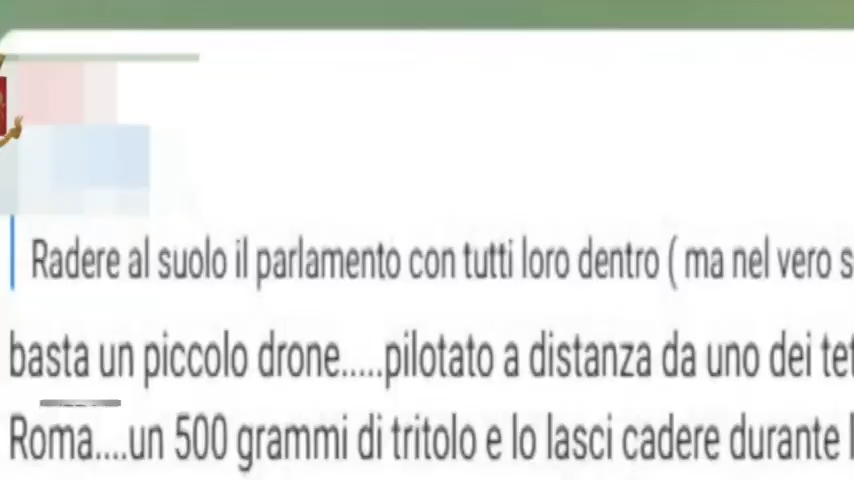 Radere al suolo il parlamento con tutti loro dentro ( ma nel vero
basta un piccolo drone.....pilotato a distanza da uno dei
Roma....un 500 grammi di tritolo e lo lasci cadere durante